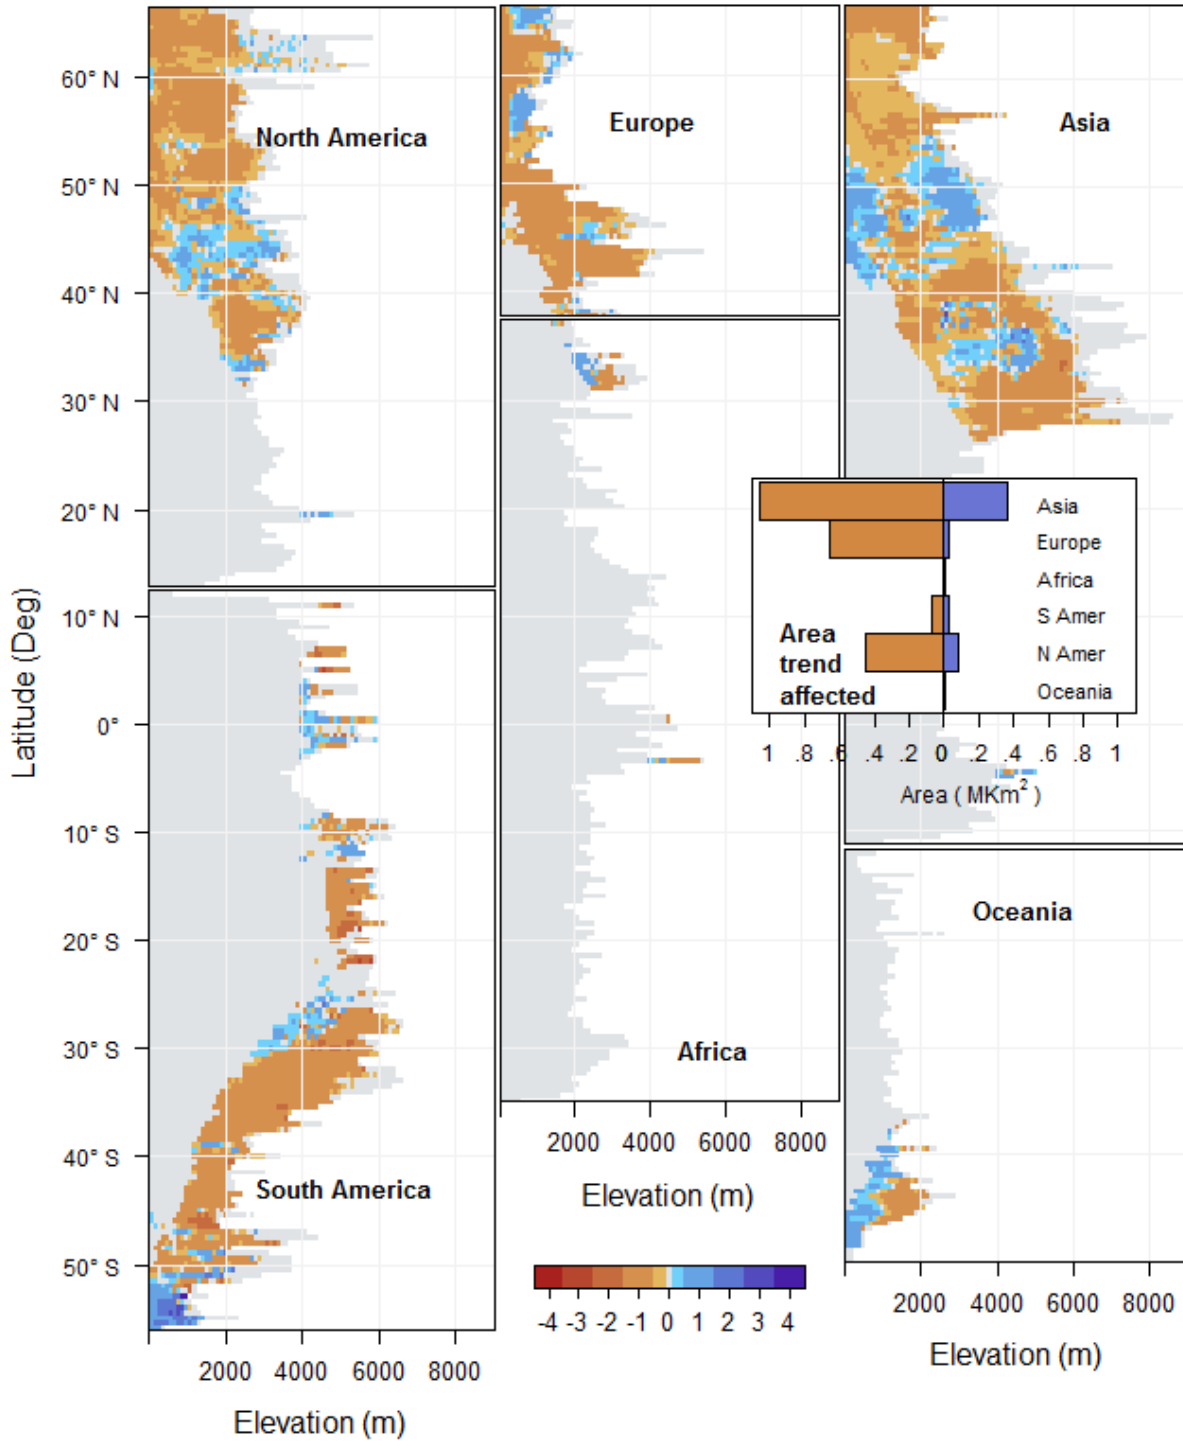 60° N
50° N
40° N
30° N
20° N
10° N
0°
10° S
20° S
30° S
40° S
50° S
Latitude (Deg)
North America
Europe
Asia
South America
Africa
Oceania
Asia
Europe
Africa
S Amer
N Amer
Oceania
Area
trend
affected
1 .8 .6 .4 .2 0 .2 .4 .6 .8 1
Area ( MKm2 )
2000 4000 6000 8000
Elevation (m)
2000 4000 6000 8000
Elevation (m)
2000 4000 6000 8000
Elevation (m)
-4 -3 -2 -1 0 1 2 3 4